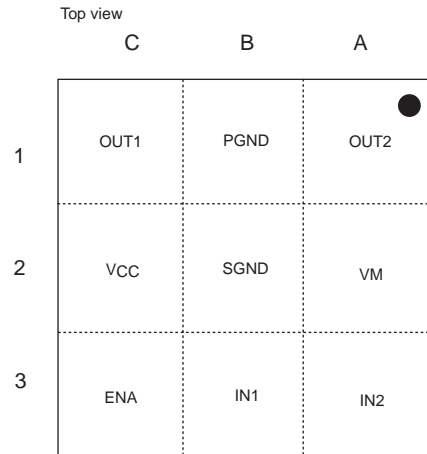 Top view
C B A
1 OUT1 PGND OUT2
2 VCC SGND VM
3 ENA IN1 IN2